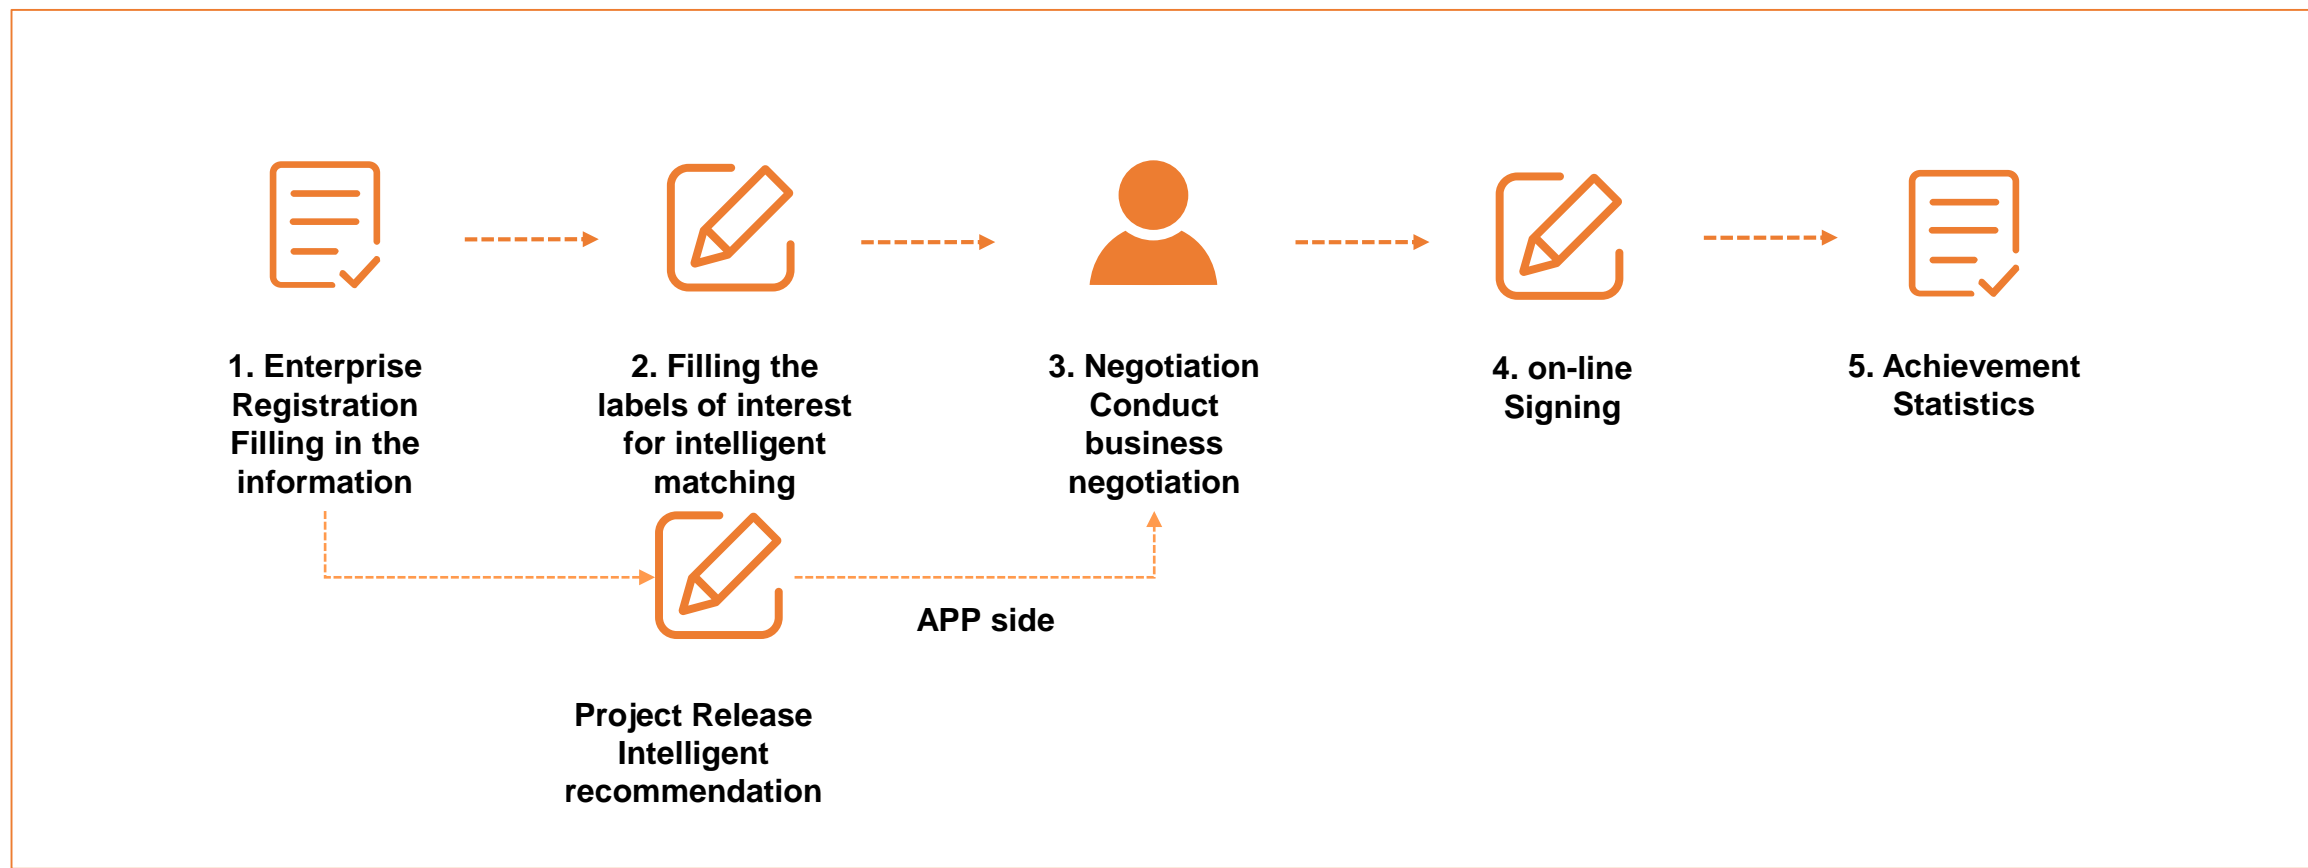 1. Enterprise
Registration
Filling in the
information
2. Filling the
labels of interest
for intelligent
matching
3. Negotiation
Conduct
business
negotiation
4. on-line
Signing
5. Achievement
Statistics
APP side
Project Release
Intelligent
recommendation